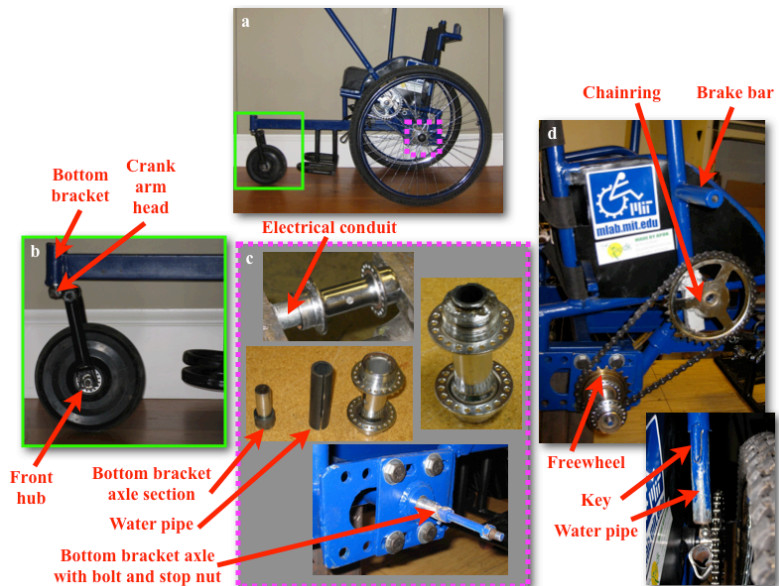 a
Chainring
Brake bar
d
Bottom
bracket
Crank
arm
head
mlab.mit.edu
Electrical conduit
b
c
Front
hub
Bottom bracket
axle section
Water pipe
Bottom bracket axle
with bolt and stop nut
Freewheel
Key
Water pipe